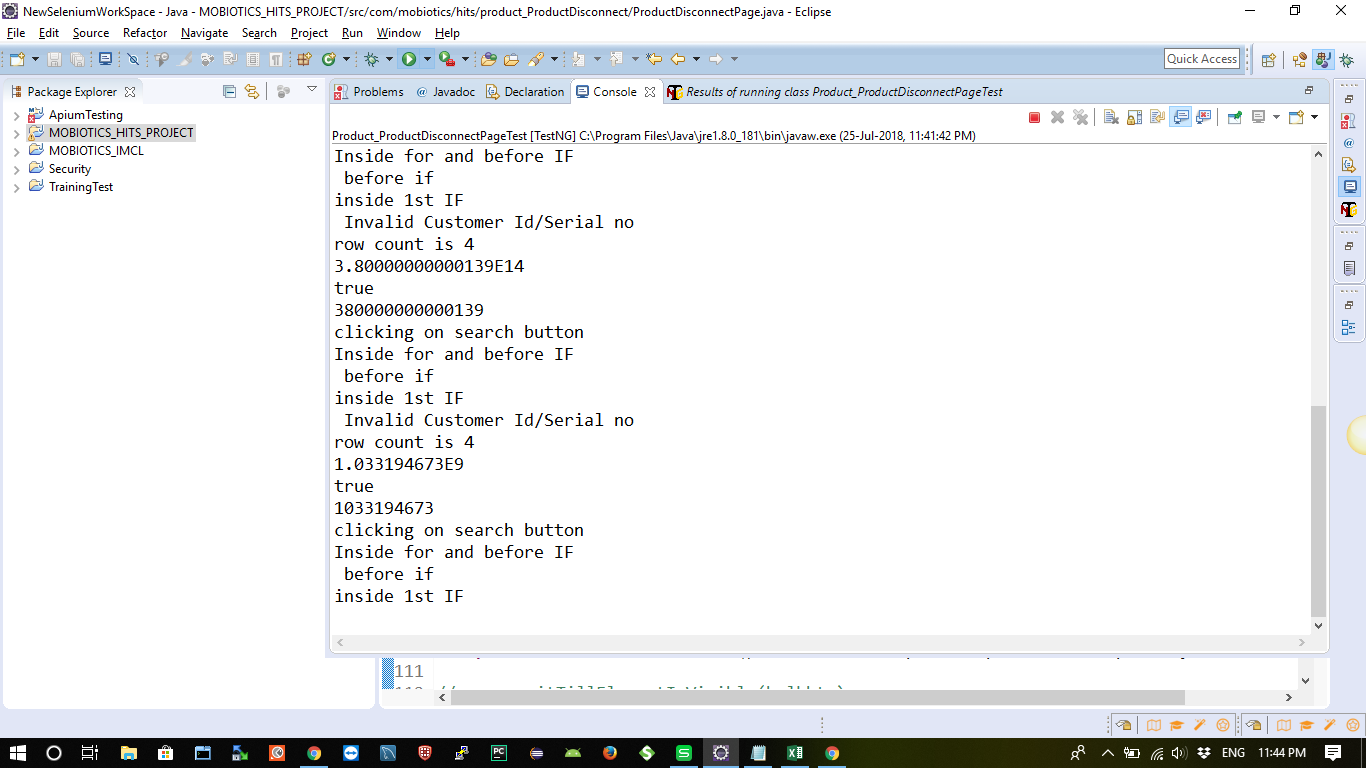 NewSeleniumWorkSpace - Java - MOBIOTICS_HITS_PROJECT/src/com/mobiotics/hits/product_ProductDisconnect/ProductDisconnectPage.java - Eclipse
File Edit Source Refactor Navigate Search Project Run Window Help
Quick Access
Package Explorer
ApiumTesting
MOBIOTICS_HITS_PROJECT
MOBIOTICS_IMCL
Security
TrainingTest
Problems @ Javadoc Declaration Console Results of running class Product_ProductDisconnectPageTest
Product_ProductDisconnectPageTest [TestNG] C:\Program Files\Java\jre1.8.0_181\bin\javaw.exe (25-Jul-2018, 11:41:42 PM)
Inside for and before IF
before if
inside 1st IF
Invalid Customer Id/Serial no
row count is 4
3.80000000000139E14
true
380000000000139
clicking on search button
Inside for and before IF
before if
inside 1st IF
Invalid Customer Id/Serial no
row count is 4
1.033194673E9
true
1033194673
clicking on search button
Inside for and before IF
before if
inside 1st IF
111
ENG 11:44 PM